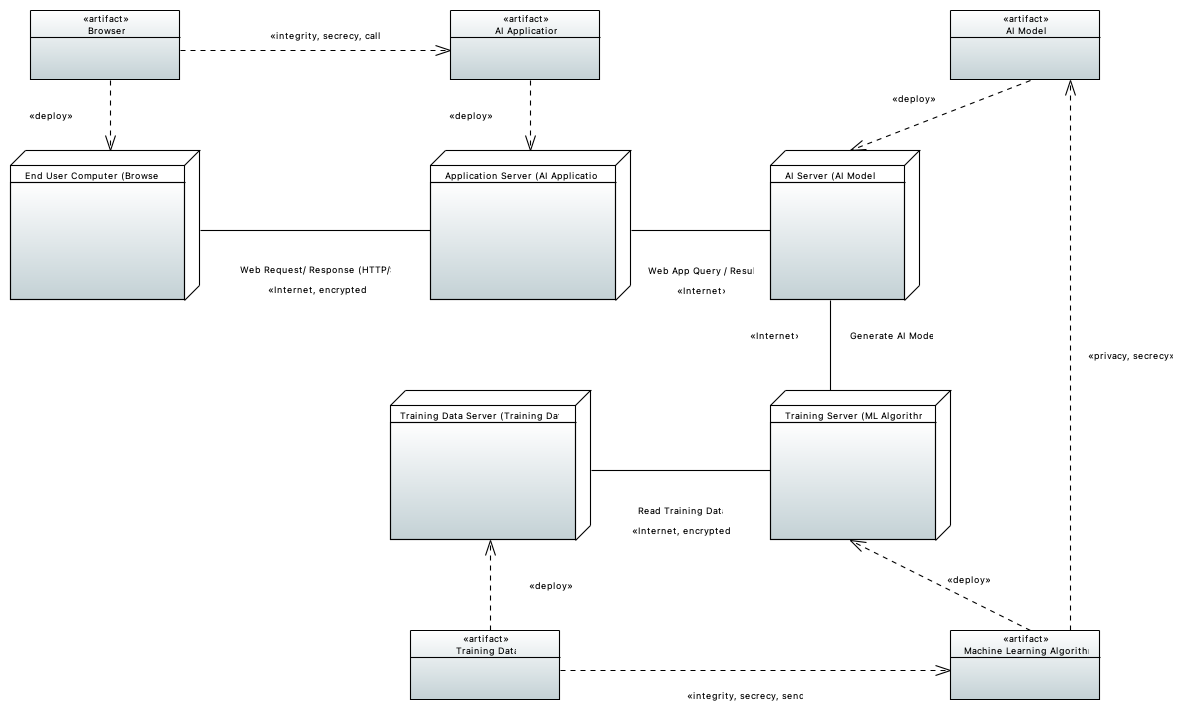 «artifact»
Browser
«artifact»
AI Application
«artifact»
AI Model
«integrity, secrecy, call
«deploy»
«deploy»
«deploy»
End User Computer (Browse
Application Server (AI Applicatio
AI Server (AI Model
Web Request/ Response (HTTP/
«Internet, encrypted
Web App Query / Resul
«Internet»
«Internet»
Generate AI Mode
«privacy, secrecy»
Training Data Server (Training Da
Training Server (ML Algorithr
Read Training Data
«Internet, encrypted
«deploy»
«deploy»
«artifact»
Training Data
«artifact»
Machine Learning Algorith
«integrity, secrecy, senc